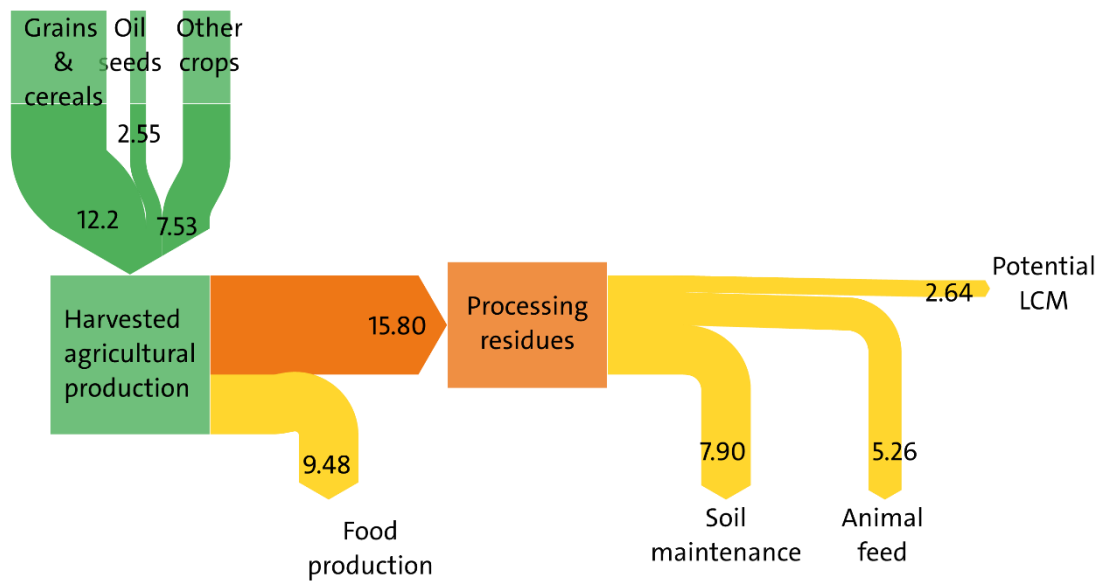 Grains
&
cereals
Oil
seeds
Other
crops
2.55
12.2
7.53
Harvested
agricultural
production
15.80
Processing
residues
2.64
Potential
LCM
9.48
7.90
5.26
Food
production
Soil
maintenance
Animal
feed